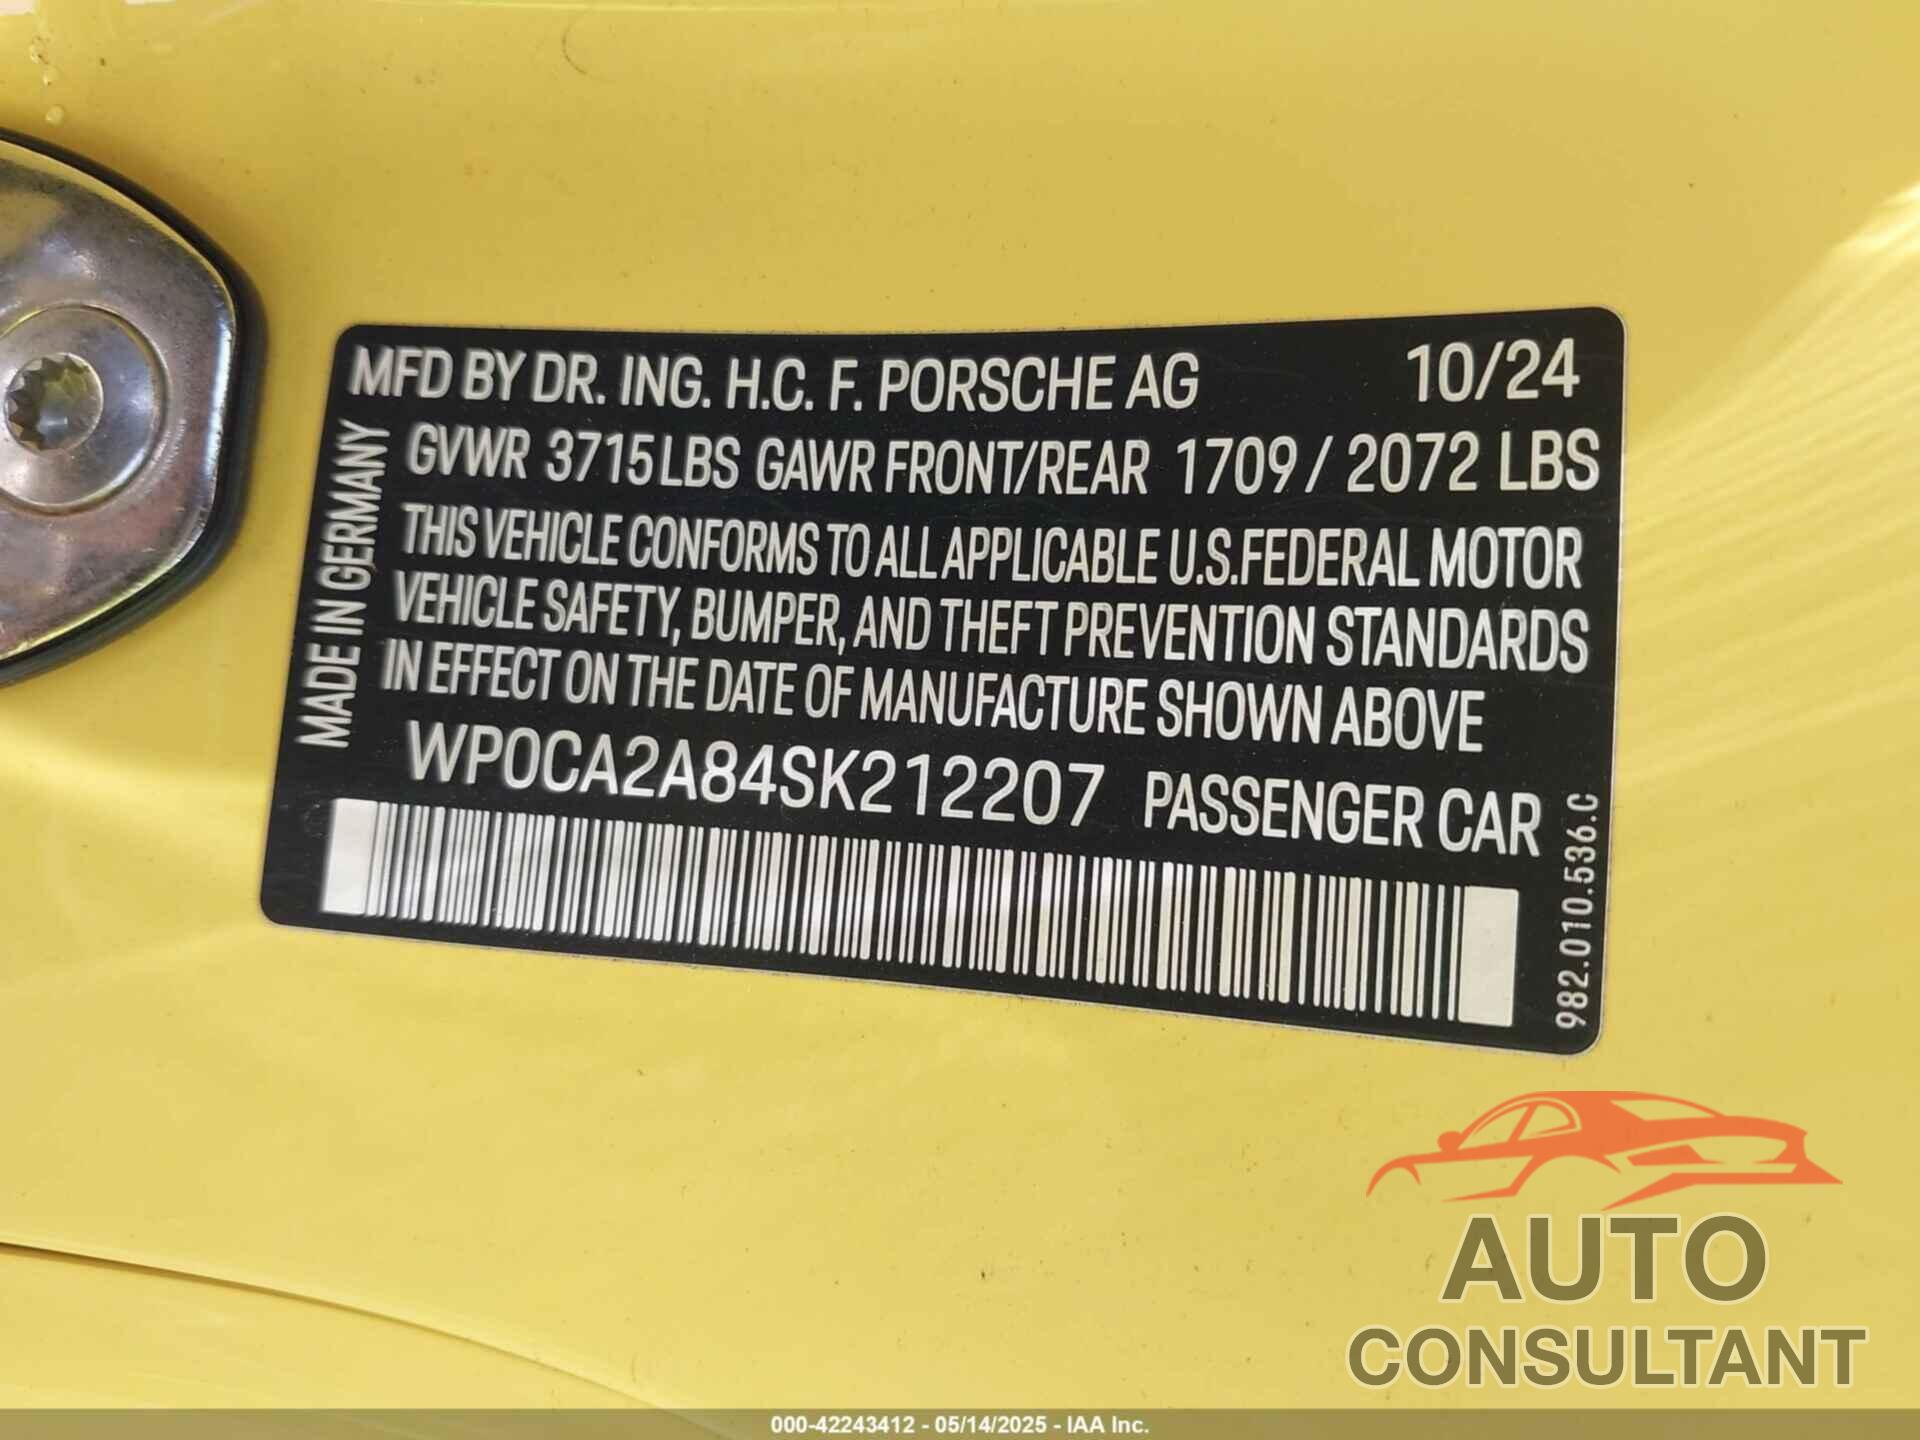 MFD BY DR. ING. H.C. F. PORSCHE AG 10/24
GVWR 3715 LBS GAWR FRONT/REAR 1709 / 2072 LBS
THIS VEHICLE CONFORMS TO ALL APPLICABLE U.S. FEDERAL MOTOR
VEHICLE SAFETY, BUMPER, AND THEFT PREVENTION STANDARDS
IN EFFECT ON THE DATE OF MANUFACTURE SHOWN ABOVE
WP0CA2A84SK212207 PASSENGER CAR
MADE IN GERMANY
982.010.536.C
AUTO
CONSULTANT
000-42243412 - 05/14/2025 - IAA Inc.